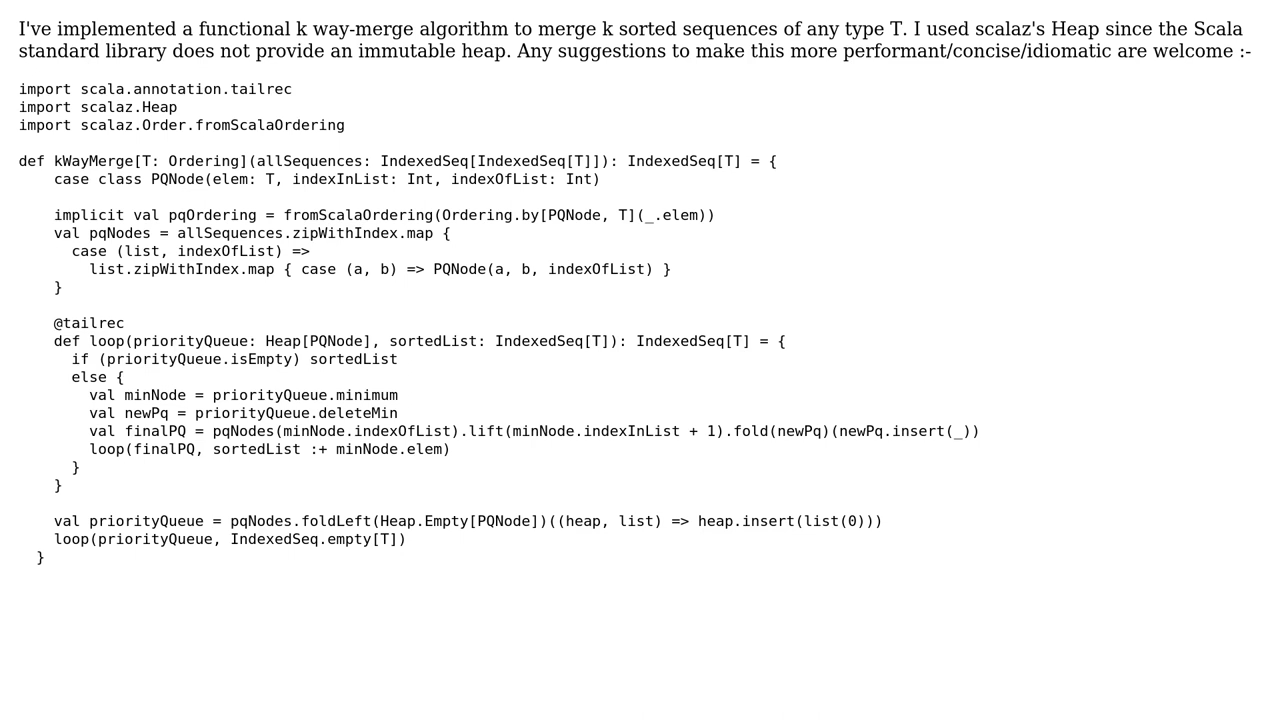 I've implemented a functional k way-merge algorithm to merge k sorted sequences of any type T. I used scalaz's Heap since the Scala
standard library does not provide an immutable heap. Any suggestions to make this more performant/concise/idiomatic are welcome :-
import scala.annotation.tailrec
import scalaz.Heap
import scalaz.Order.fromScalaOrdering
def kWayMerge[T: Ordering](allSequences: IndexedSeq[IndexedSeq[T]]): IndexedSeq[T] = {
    case class PQNode(elem: T, indexInList: Int, indexOfList: Int)
    implicit val pqOrdering = fromScalaOrdering(Ordering.by[PQNode, T](_.elem))
    val pqNodes = allSequences.zipWithIndex.map {
      case (list, indexOfList) =>
        list.zipWithIndex.map { case (a, b) => PQNode(a, b, indexOfList) }
    }
    @tailrec
    def loop(priorityQueue: Heap[PQNode], sortedList: IndexedSeq[T]): IndexedSeq[T] = {
      if (priorityQueue.isEmpty) sortedList
      else {
        val minNode = priorityQueue.minimum
        val newPq = priorityQueue.deleteMin
        val finalPQ = pqNodes(minNode.indexOfList).lift(minNode.indexInList + 1).fold(newPq)(newPq.insert(_))
        loop(finalPQ, sortedList :+ minNode.elem)
      }
    }
    val priorityQueue = pqNodes.foldLeft(Heap.Empty[PQNode])((heap, list) => heap.insert(list(0)))
    loop(priorityQueue, IndexedSeq.empty[T])
  }